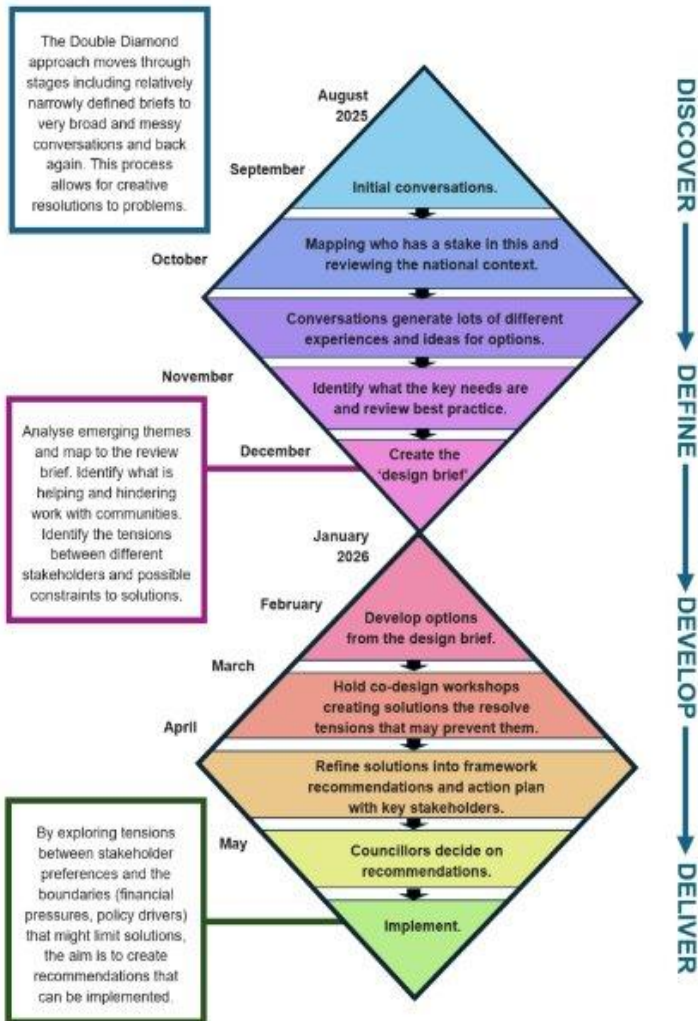 The Double Diamond
approach moves through
stages including relatively
narrowly defined briefs to
very broad and messy
conversations and back
again. This process
allows for creative
resolutions to problems.
August
2025
September
Initial conversations.
Mapping who has a stake in this and
reviewing the national context.
October
Conversations generate lots of different
experiences and ideas for options.
November
Identify what the key needs are
and review best practice.
December
Create the
'design brief'
Analyse emerging themes
and map to the review
brief. Identify what is
helping and hindering
work with communities.
Identify the tensions
between different
stakeholders and possible
constraints to solutions.
January
2026
February
Develop options
from the design brief.
March
Hold co-design workshops
creating solutions the resolve
tensions that may prevent them.
April
Refine solutions into framework
recommendations and action plan
with key stakeholders.
May
Councillors decide on
recommendations.
Implement.
By exploring tensions
between stakeholder
preferences and the
boundaries (financial
pressures, policy drivers)
that might limit solutions,
the aim is to create
recommendations that
can be implemented.
DISCOVER
DEFINE
DEVELOP
DELIVER